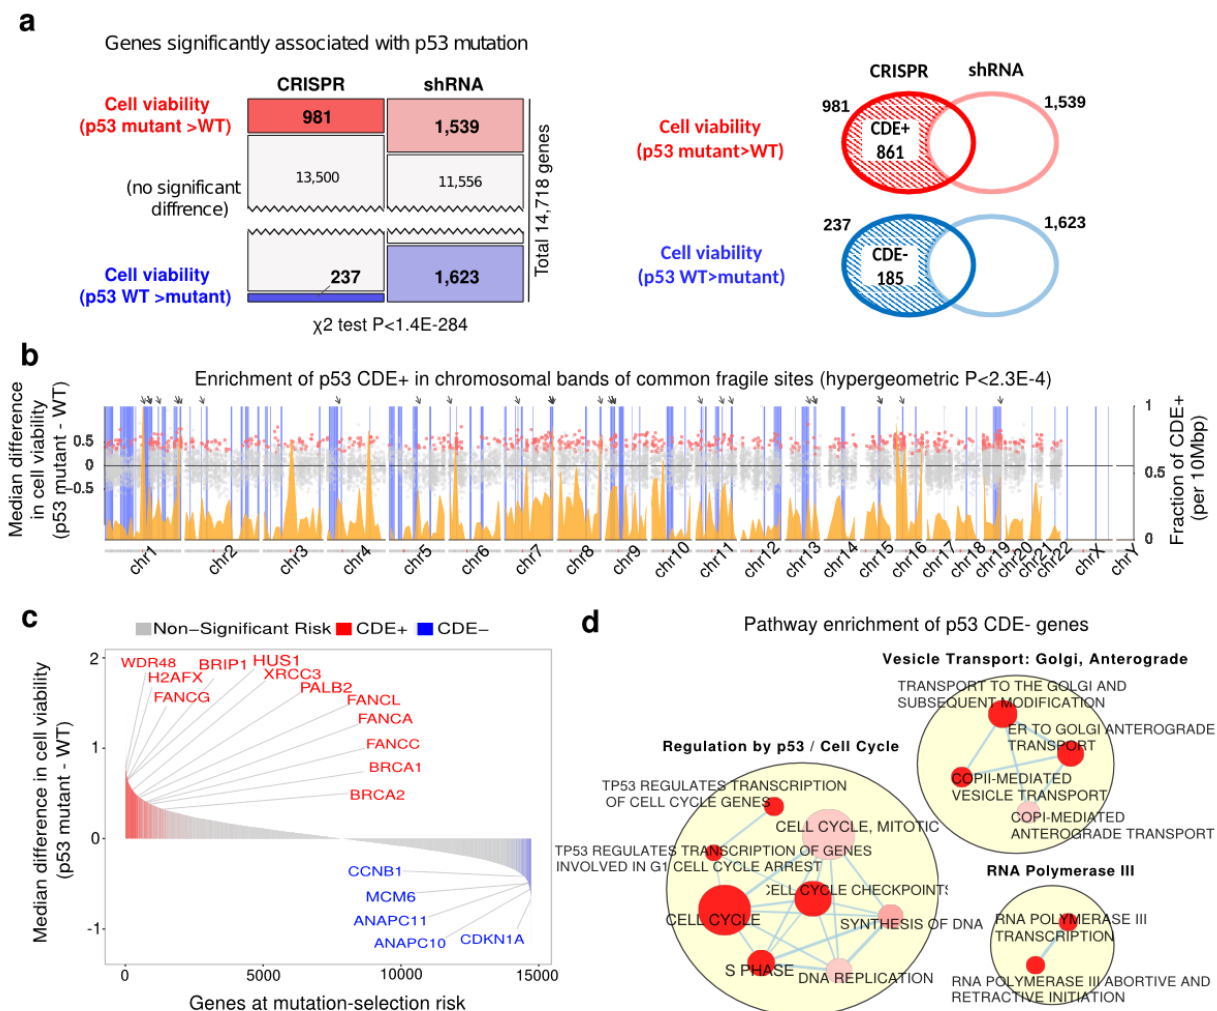 a
Genes significantly associated with p53 mutation
CRISPR
shRNA
Cell viability
(p53 mutant >WT)
981
1,539
(no significant
diffrence)
13,500
11,556
Cell viability
(p53 WT >mutant)
237
1,623
Total 14,718 genes
χ2 test P<1.4E-284
CRISPR
shRNA
981
1,539
Cell viability
(p53 mutant>WT)
CDE+
861
237
1,623
Cell viability
(p53 WT>mutant)
CDE-
185
b
Enrichment of p53 CDE+ in chromosomal bands of common fragile sites (hypergeometric P<2.3E-4)
Median difference
in cell viability
(p53 mutant - WT)
0.5
0
−0.5
1
0.5
0
Fraction of CDE+
(per 10Mbp)
chr1
chr2
chr3
chr4
chr5
chr6
chr7
chr8
chr9
chr10
chr11
chr12
chr13
chr14
chr15
chr16
chr17
chr18
chr19
chr20
chr21
chr22
chrX
chrY
c
Non−Significant Risk
CDE+
CDE−
Median difference in cell viability
(p53 mutant - WT)
2
1
0
-1
WDR48
H2AFX
FANCG
BRIP1
HUS1
XRCC3
PALB2
FANCL
FANCA
FANCC
BRCA1
BRCA2
CCNB1
MCM6
ANAPC11
ANAPC10
CDKN1A
0
5000
10000
15000
Genes at mutation-selection risk
d
Pathway enrichment of p53 CDE- genes
Vesicle Transport: Golgi, Anterograde
TRANSPORT TO THE GOLGI AND
SUBSEQUENT MODIFICATION
ER TO GOLGI ANTEROGRADE
TRANSPORT
COPII-MEDIATED
VESICLE TRANSPORT
COPI-MEDIATED
ANTEROGRADE TRANSPORT
Regulation by p53 / Cell Cycle
TP53 REGULATES TRANSCRIPTION
OF CELL CYCLE GENES
CELL CYCLE, MITOTIC
TP53 REGULATES TRANSCRIPTION OF GENES
INVOLVED IN G1 CELL CYCLE ARREST
CELL CYCLE CHECKPOINTS
CELL CYCLE
SYNTHESIS OF DNA
S PHASE
DNA REPLICATION
RNA Polymerase III
RNA POLYMERASE III
TRANSCRIPTION
RNA POLYMERASE III ABORTIVE AND
RETRACTIVE INITIATION